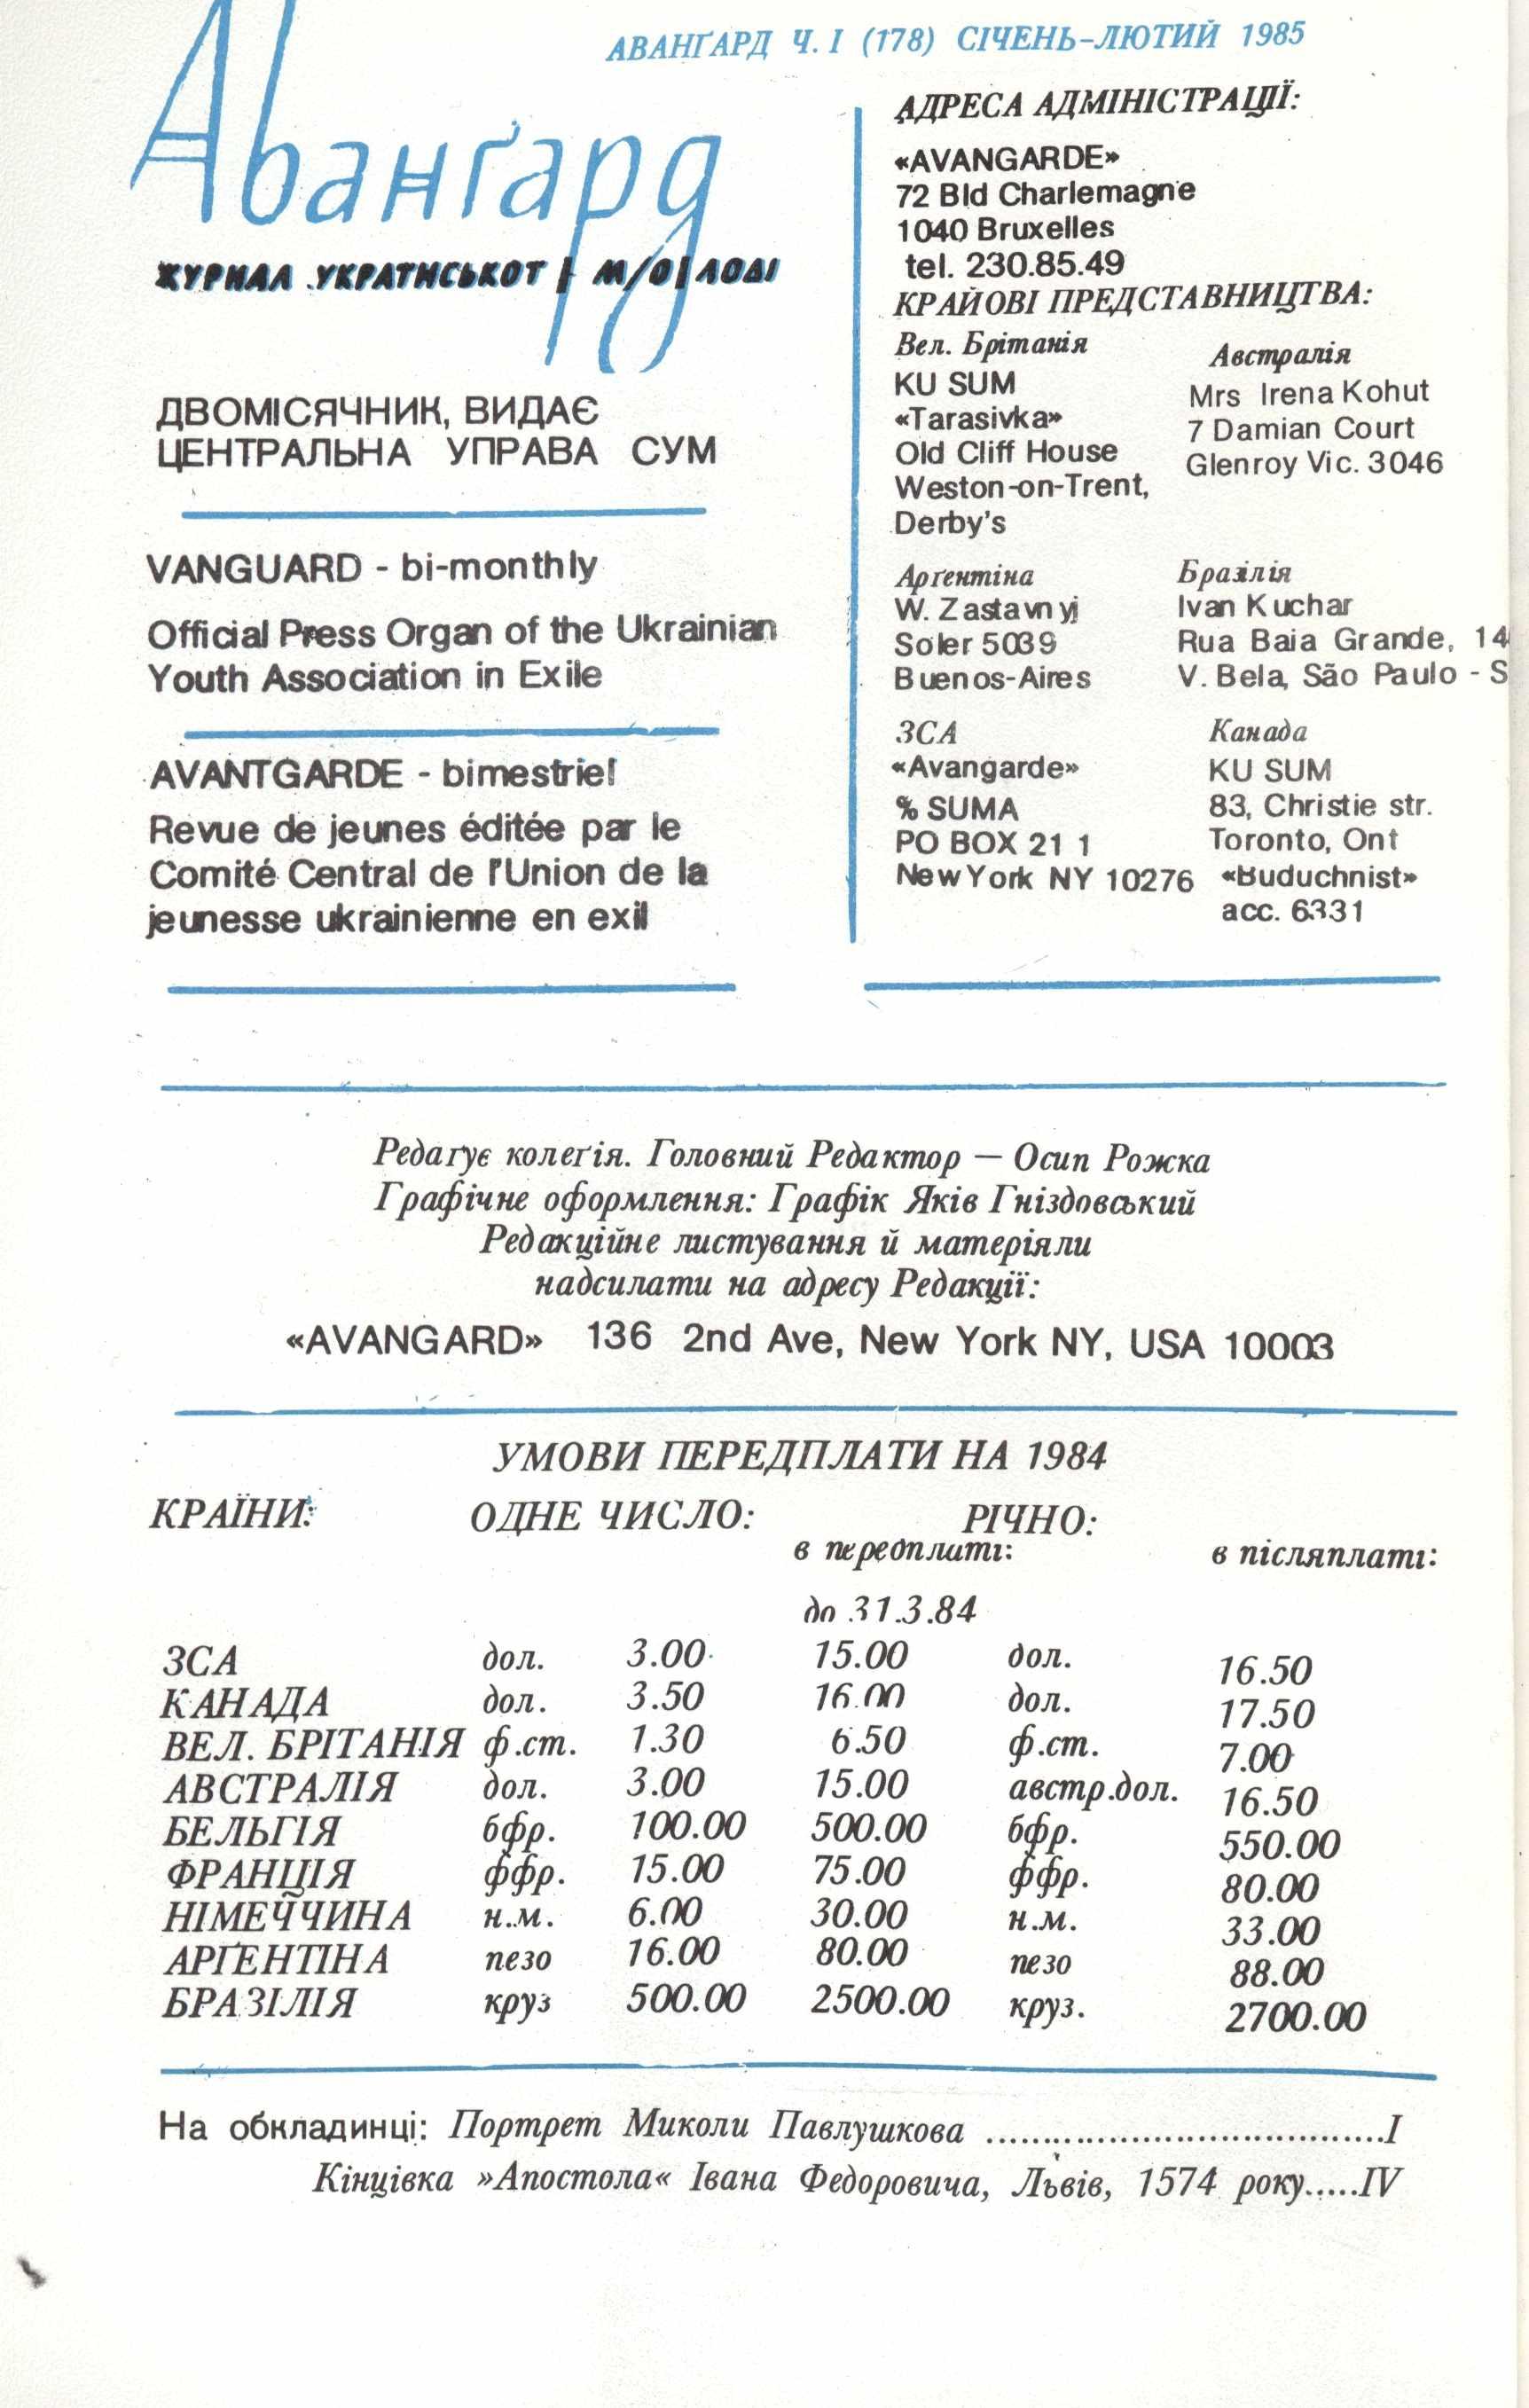 АВАНҐАРД Ч. I (178) СІЧЕНЬ-ЛЮТИЙ 1985
Аванґард
ЖУРНАЛ УКРАЇНСЬКОЇ МОЛОДІ
ДВОМІСЯЧНИК, ВИДАЄ
ЦЕНТРАЛЬНА УПРАВА СУМ
VANGUARD - bi-monthly
Official Press Organ of the Ukrainian
Youth Association in Exile
AVANTGARDE - bimestriel
Revue de jeunes éditée par le
Comité Central de l'Union de la
jeunesse ukrainienne en exil
АДРЕСА АДМІНІСТРАЦІЇ:
«AVANGARDE»
72 Bld Charlemagne
1040 Bruxelles
tel. 230.85.49
КРАЙОВІ ПРЕДСТАВНИЦТВА:
Вел. Брітанія
KU SUM
«Tarasivka»
Old Cliff House
Weston-on-Trent,
Derby's
Австралія
Mrs Irena Kohut
7 Damian Court
Glenroy Vic. 3046
Арґентіна
W. Zastavnyj
Soler 5039
Buenos-Aires
Бразілія
Ivan Kuchar
Rua Baia Grande, 14
V. Bela, São Paulo - S
ЗСА
«Avangarde»
% SUMA
PO BOX 21 1
New York NY 10276
Канада
KU SUM
83, Christie str.
Toronto, Ont
«Buduchnist»
acc. 6331
Редаґує колеґія. Головний Редактор — Осип Рожка
Графічне оформлення: Графік Яків Гніздовський
Редакційне листування й матеріяли
надсилати на адресу Редакції:
«AVANGARD» 136 2nd Ave, New York NY, USA 10003
УМОВИ ПЕРЕДПЛАТИ НА 1984
КРАЇНИ: ОДНЕ ЧИСЛО: РІЧНО:
в передплаті: в післяплаті:
до 31.3.84
ЗСА дол. 3.00 15.00 дол. 16.50
КАНАДА дол. 3.50 16.00 дол. 17.50
ВЕЛ. БРІТАНІЯ ф.ст. 1.30 6.50 ф.ст. 7.00
АВСТРАЛІЯ дол. 3.00 15.00 австр.дол. 16.50
БЕЛЬГІЯ бфр. 100.00 500.00 бфр. 550.00
ФРАНЦІЯ ффр. 15.00 75.00 ффр. 80.00
НІМЕЧЧИНА н.м. 6.00 30.00 н.м. 33.00
АРҐЕНТІНА пезо 16.00 80.00 пезо 88.00
БРАЗІЛІЯ круз 500.00 2500.00 круз. 2700.00
На обкладинці: Портрет Миколи Павлушкова ...................................I
Кінцівка »Апостола« Івана Федоровича, Львів, 1574 року.....IV